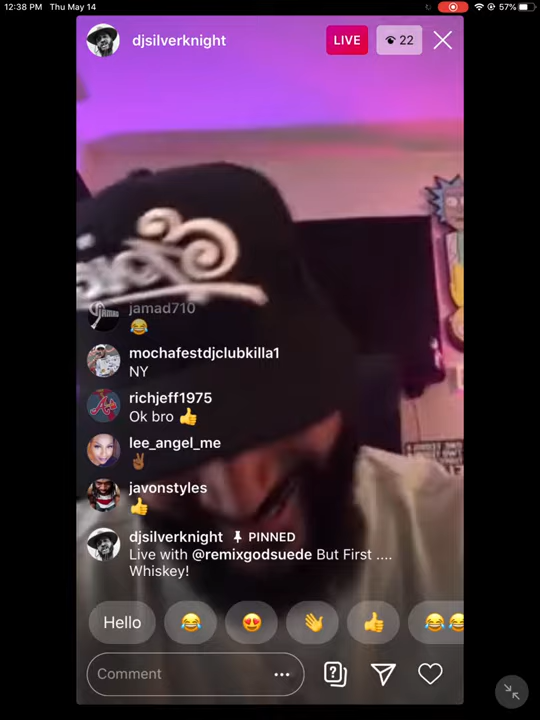 12:38 PM Thu May 14
57%
djsilverknight
LIVE
22
jamad710
😂
mochafestdjclubkilla1
NY
richjeff1975
Ok bro 👍
lee_angel_me
✌🏾
javonstyles
👍
djsilverknight PINNED
Live with @remixgodsuede But First ....
Whiskey!
Hello 😂 😍 👋 👍 😂😂
Comment